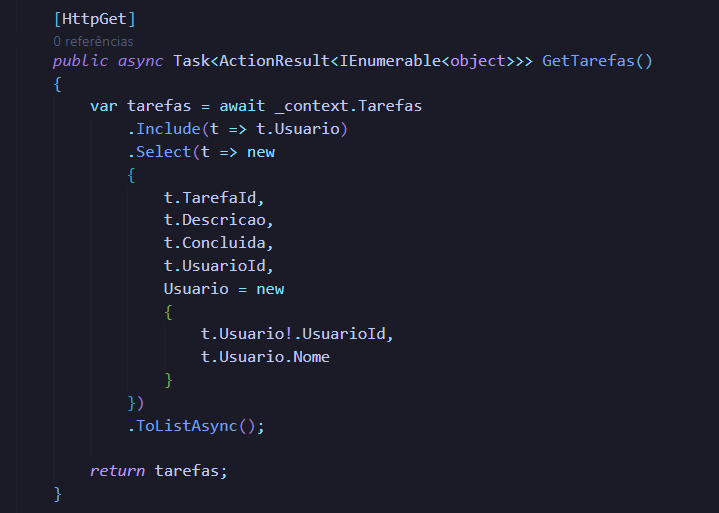 [HttpGet]
0 referências
public async Task<ActionResult<IEnumerable<object>>> GetTarefas()
{
var tarefas = await _context.Tarefas
.Include(t => t.Usuario)
.Select(t => new
{
t.TarefaId,
t.Descricao,
t.Concluida,
t.UsuarioId,
Usuario = new
{
t.Usuario!.UsuarioId,
t.Usuario.Nome
}
})
.ToListAsync();
return tarefas;
}